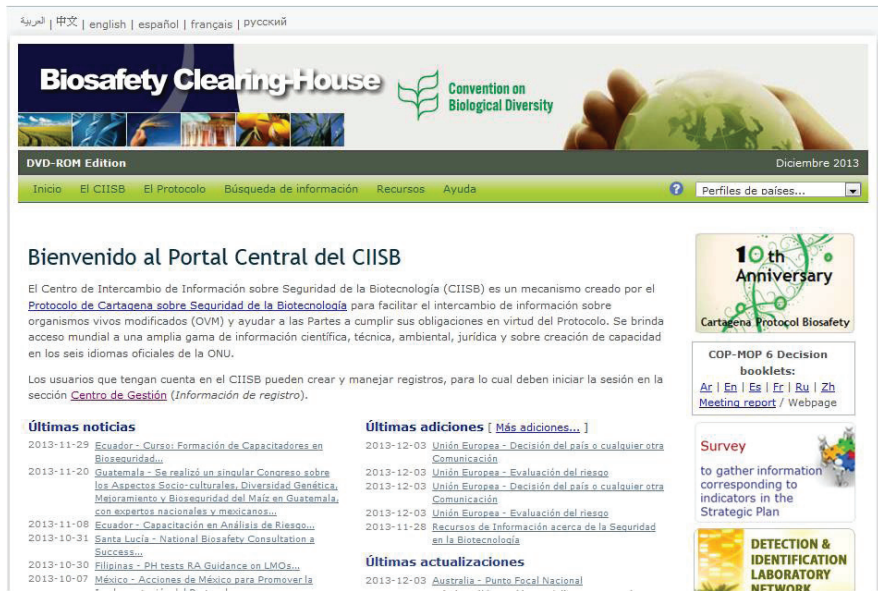 العربية | 中文 | english | español | français | русский
Biosafety Clearing-House
Convention on
Biological Diversity
DVD-ROM Edition
Diciembre 2013
Inicio El CIISB El Protocolo Búsqueda de información Recursos Ayuda
? Perfiles de países...
Bienvenido al Portal Central del CIISB
El Centro de Intercambio de Información sobre Seguridad de la Biotecnología (CIISB) es un mecanismo creado por el
Protocolo de Cartagena sobre Seguridad de la Biotecnología para facilitar el intercambio de información sobre
organismos vivos modificados (OVM) y ayudar a las Partes a cumplir sus obligaciones en virtud del Protocolo. Se brinda
acceso mundial a una amplia gama de información científica, técnica, ambiental, jurídica y sobre creación de capacidad
en los seis idiomas oficiales de la ONU.
Los usuarios que tengan cuenta en el CIISB pueden crear y manejar registros, para lo cual deben iniciar la sesión en la
sección Centro de Gestión (Información de registro).
Últimas noticias
2013-11-29 Ecuador - Curso: Formación de Capacitadores en
Bioseguridad...
2013-11-20 Guatemala - Se realizó un singular Congreso sobre
los Aspectos Socio-culturales, Diversidad Genética,
Mejoramiento y Bioseguridad del Maíz en Guatemala,
con expertos nacionales y mexicanos...
2013-11-08 Ecuador - Capacitación en Análisis de Riesgo...
2013-10-31 Santa Lucía - National Biosafety Consultation a
Success...
2013-10-30 Filipinas - PH tests RA Guidance on LMOs...
2013-10-07 México - Acciones de México para Promover la
Últimas adiciones [ Más adiciones... ]
2013-12-03 Unión Europea - Decisión del país o cualquier otra
Comunicación
2013-12-03 Unión Europea - Evaluación del riesgo
2013-12-03 Unión Europea - Decisión del país o cualquier otra
Comunicación
2013-12-03 Unión Europea - Evaluación del riesgo
2013-11-28 Recursos de Información acerca de la Seguridad
en la Biotecnología
Últimas actualizaciones
2013-12-03 Australia - Punto Focal Nacional
10th
Anniversary
Cartagena Protocol Biosafety
COP-MOP 6 Decision
booklets:
Ar | En | Es | Fr | Ru | Zh
Meeting report / Webpage
Survey
to gather information
corresponding to
indicators in the
Strategic Plan
DETECTION &
IDENTIFICATION
LABORATORY
NETWORK